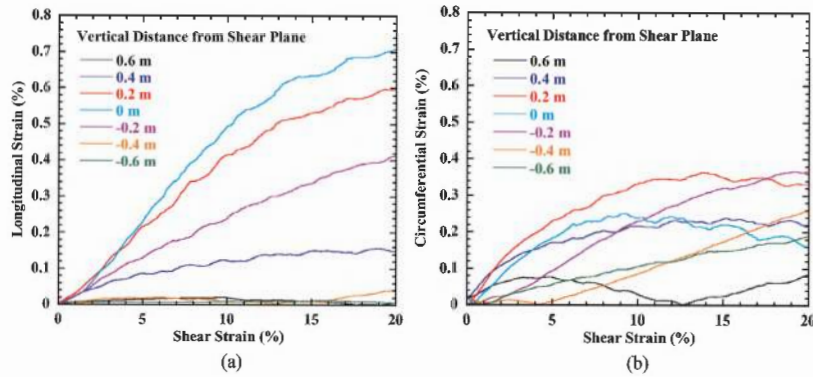 0.8
0.7
0.6
0.5
0.4
0.3
0.2
0.1
0
Longitudinal Strain (%)
Vertical Distance from Shear Plane
0.6 m
0.4 m
0.2 m
0 m
-0.2 m
-0.4 m
-0.6 m
0 5 10 15 20
Shear Strain (%)
(a)
0.8
0.7
0.6
0.5
0.4
0.3
0.2
0.1
0
Circumferential Strain (%)
Vertical Distance from Shear Plane
0.6 m
0.4 m
0.2 m
0 m
-0.2 m
-0.4 m
-0.6 m
0 5 10 15 20
Shear Strain (%)
(b)